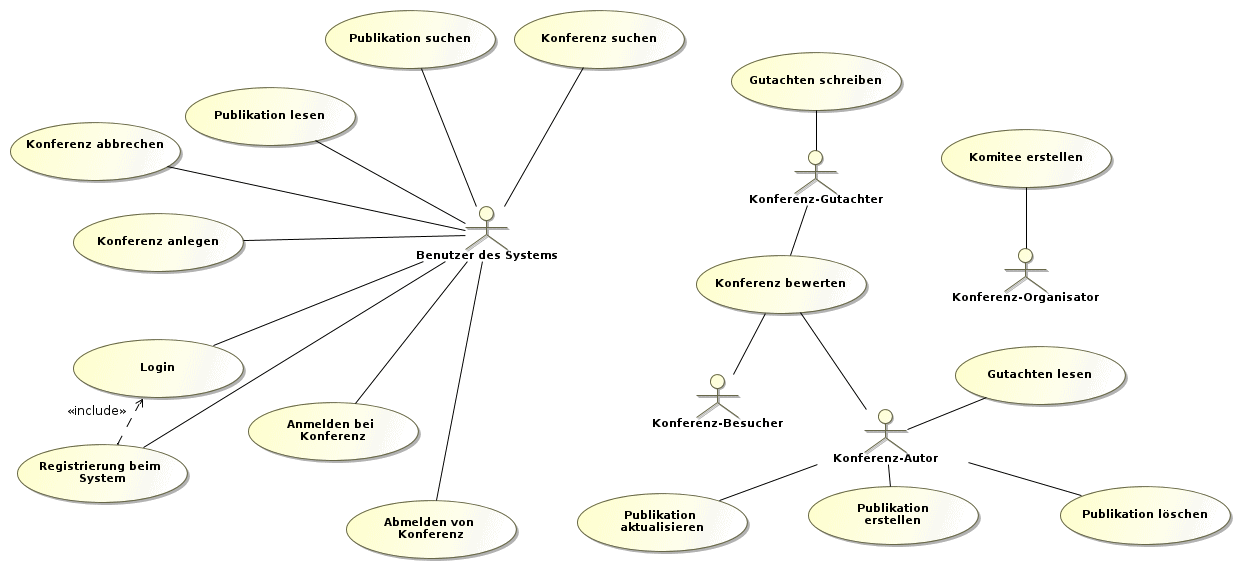 Publikation suchen
Konferenz suchen
Gutachten schreiben
Publikation lesen
Konferenz abbrechen
Komitee erstellen
Konferenz-Gutachter
Konferenz anlegen
Benutzer des Systems
Konferenz bewerten
Konferenz-Organisator
Login
Gutachten lesen
«include»
Anmelden bei
Konferenz
Konferenz-Besucher
Konferenz-Autor
Registrierung beim
System
Abmelden von
Konferenz
Publikation
aktualisieren
Publikation
erstellen
Publikation löschen